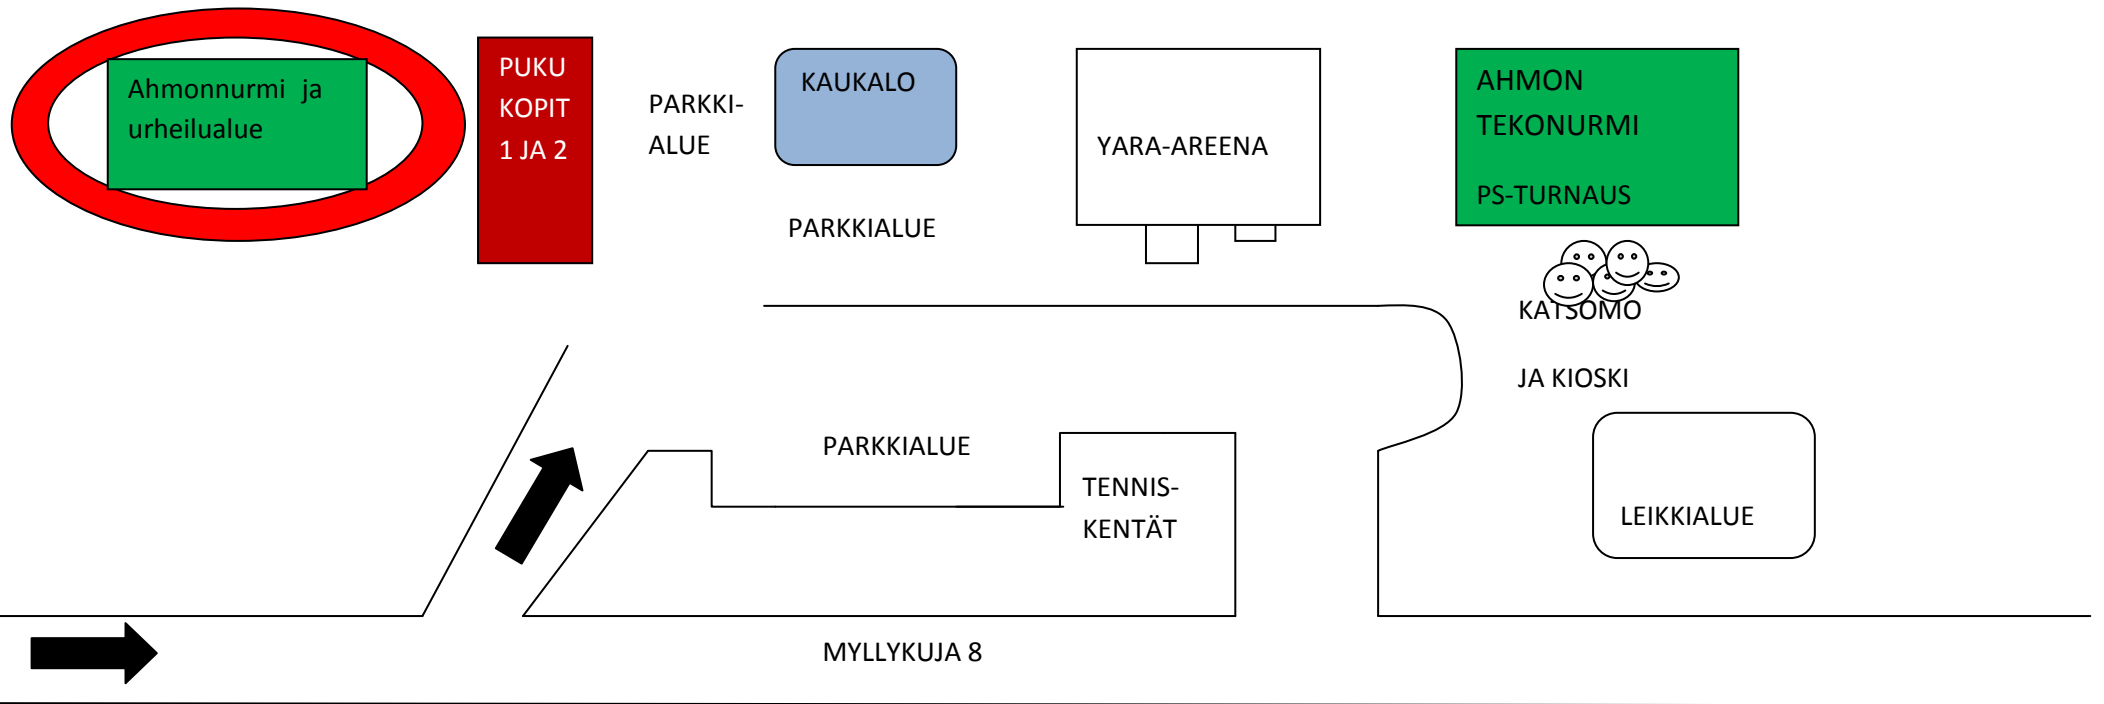 Ahmonnurmi ja
urheilualue
PUKU
KOPIT
1 JA 2
PARKKI-
ALUE
KAUKALO
PARKKIALUE
YARA-AREENA
AHMON
TEKONURMI
PS-TURNAUS
KATSOMO
JA KIOSKI
PARKKIALUE
TENNIS-
KENTÄT
LEIKKIALUE
MYLLYKUJA 8